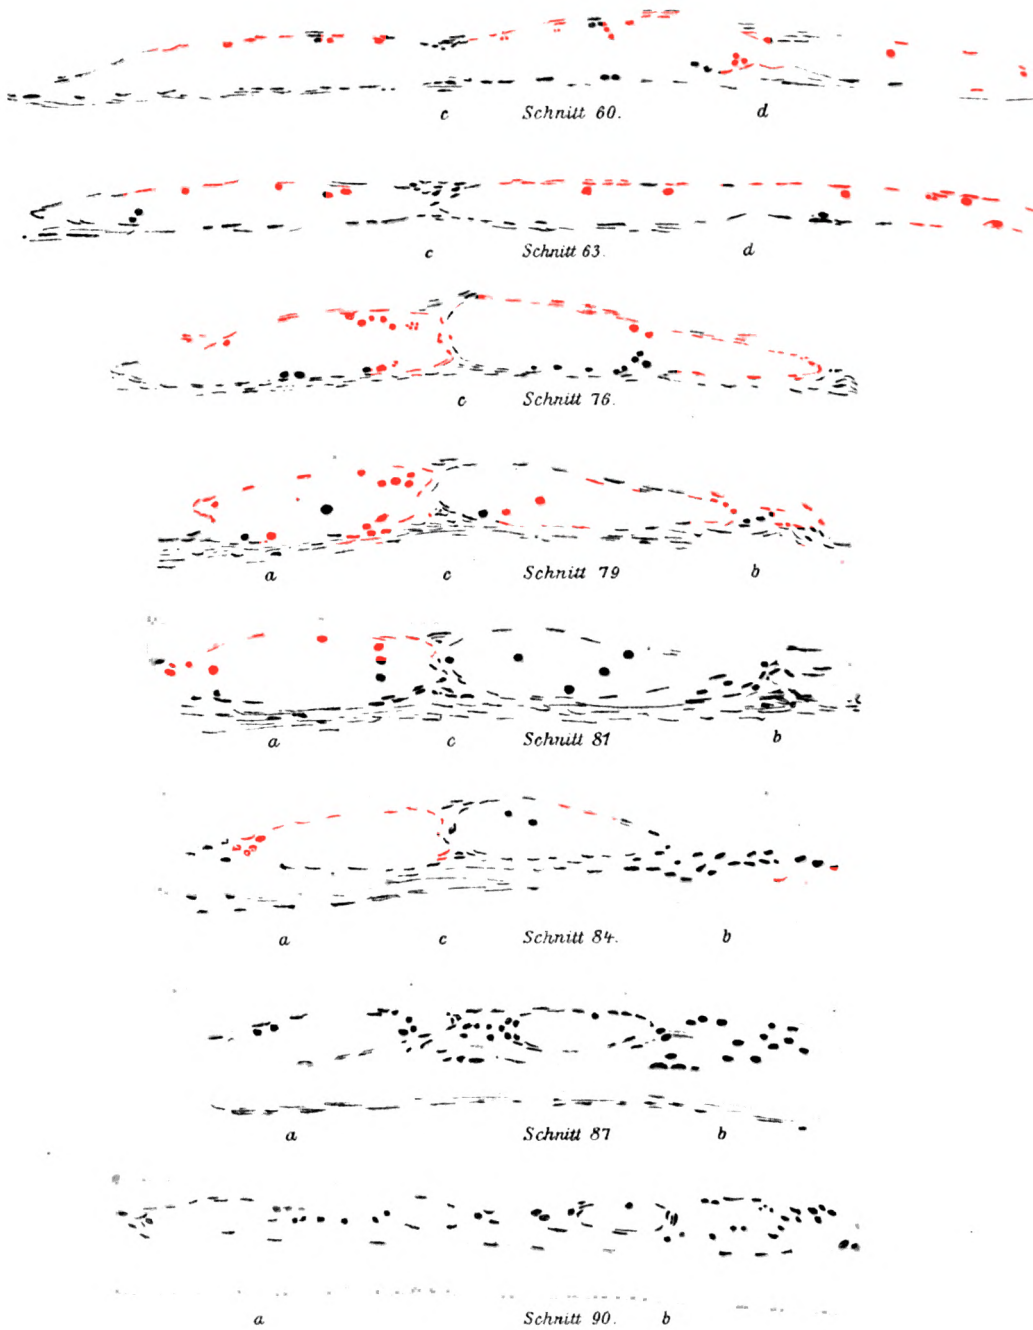 c Schnitt 60. d
c Schnitt 63. d
c Schnitt 76.
a c Schnitt 79 b
a c Schnitt 81 b
a c Schnitt 84. b
a Schnitt 87 b
a Schnitt 90. b